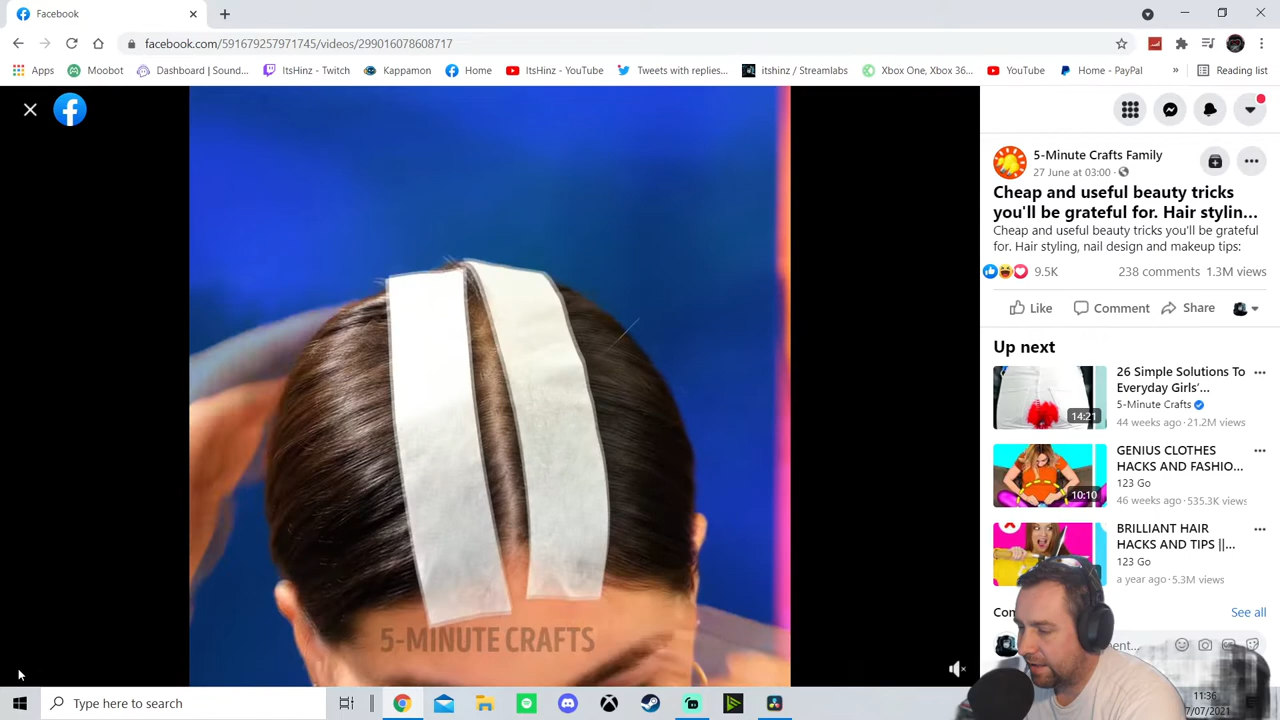 Facebook
facebook.com/591679257971745/videos/299016078608717
Apps
Moobot
Dashboard | Sound...
ItsHinz - Twitch
Kappamon
Home
ItsHinz - YouTube
Tweets with replies...
itshinz / Streamlabs
Xbox One, Xbox 36...
YouTube
Home - PayPal
»
Reading list
5-Minute Crafts Family
27 June at 03:00 ·
Cheap and useful beauty tricks
you'll be grateful for. Hair stylin...
Cheap and useful beauty tricks you'll be grateful
for. Hair styling, nail design and makeup tips:
9.5K
238 comments 1.3M views
Like
Comment
Share
Up next
14:21
26 Simple Solutions To
Everyday Girls'...
5-Minute Crafts
44 weeks ago · 21.2M views
10:10
GENIUS CLOTHES
HACKS AND FASHIO...
123 Go
46 weeks ago · 535.3K views
BRILLIANT HAIR
HACKS AND TIPS ||...
123 Go
a year ago · 5.3M views
See all
5-MINUTE CRAFTS
Type here to search
11:36